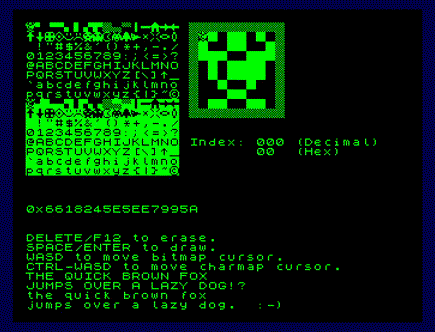 !"#$%&'()*+,-./
0123456789:;<=>?
@ABCDEFGHIJKLMNO
PQRSTUVWXYZ[\]↑_
`abcdefghijklmno
pqrstuvwxyz{|}~©
!"#$%&'()*+,-./
0123456789:;<=>?
@ABCDEFGHIJKLMNO
PQRSTUVWXYZ[\]↑_
`abcdefghijklmno
pqrstuvwxyz{|}~©
Index: 000 (Decimal)
00 (Hex)
0x6618245E5EE7995A
DELETE/F12 to erase.
SPACE/ENTER to draw.
WASD to move bitmap cursor.
CTRL-WASD to move charmap cursor.
THE QUICK BROWN FOX
JUMPS OVER A LAZY DOG!?
the quick brown fox
jumps over a lazy dog. :-)